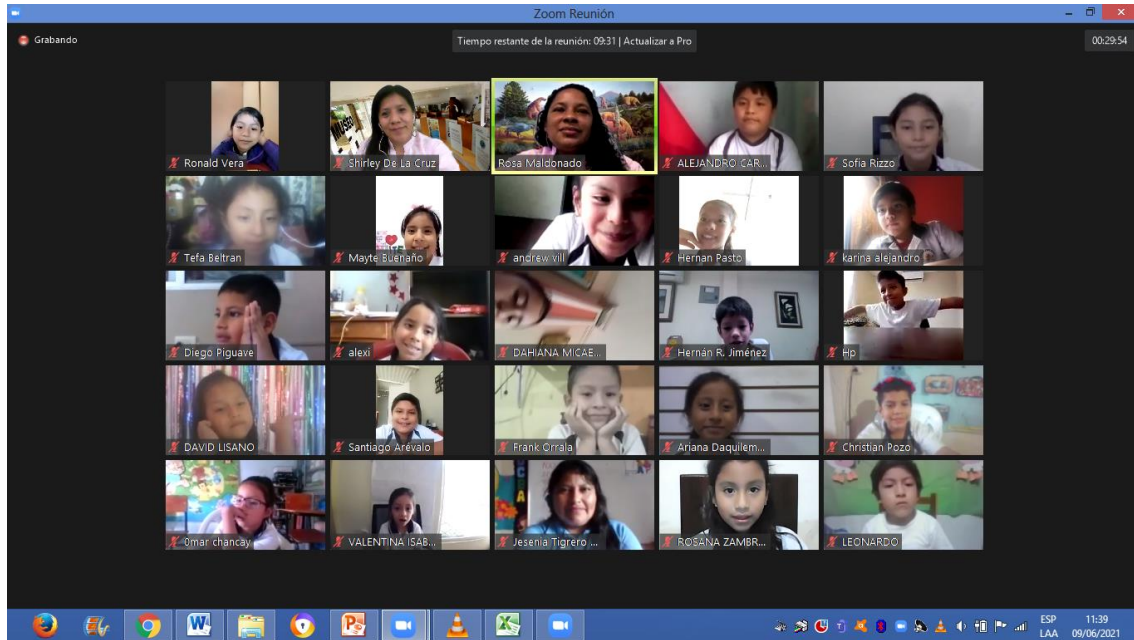 Zoom Reunión
Grabando
Tiempo restante de la reunión: 09:31 | Actualizar a Pro
00:29:54
Ronald Vera
Shirley De La Cruz
Rosa Maldonado
ALEJANDRO CAR...
Sofia Rizzo
Tefa Beltran
Mayte Buenaño
andrew vill
Hernan Pasto
karina alejandro
Diego Piguave
alexi
DAHIANA MICAE...
Hernán R. Jiménez
Hp
DAVID LISANO
Santiago Arévalo
Frank Orrala
Ariana Daquilem...
Christian Pozo
0mar chancay
VALENTINA ISAB...
Jesenia Tigrero ...
ROSANA ZAMBR...
LEONARDO
ESP
LAA
11:39
09/06/2021